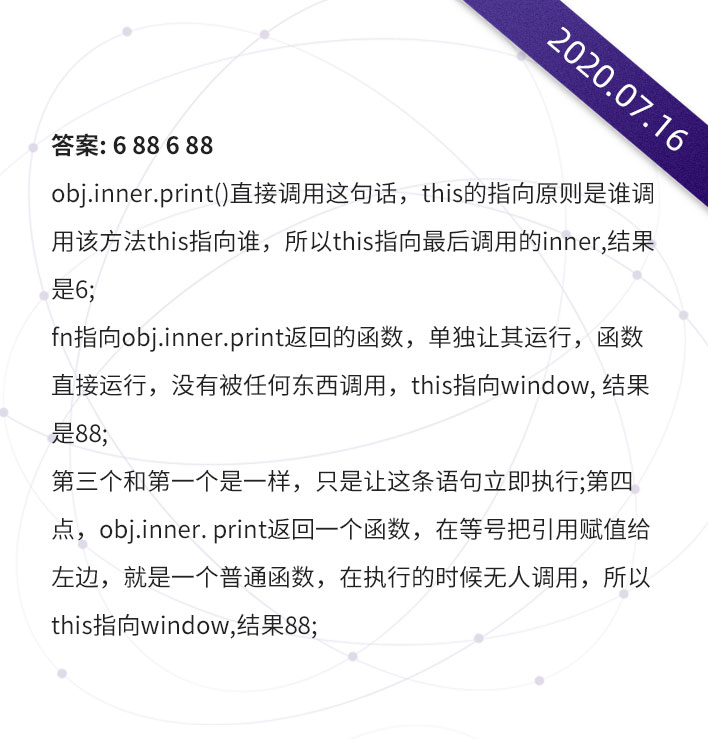 2020.07.16
答案: 6 88 6 88
obj.inner.print()直接调用这句话，this的指向原则是谁调
用该方法this指向谁，所以this指向最后调用的inner,结果
是6;
fn指向obj.inner.print返回的函数，单独让其运行，函数
直接运行，没有被任何东西调用，this指向window, 结果
是88;
第三个和第一个是一样，只是让这条语句立即执行;第四
点，obj.inner. print返回一个函数，在等号把引用赋值给
左边，就是一个普通函数，在执行的时候无人调用，所以
this指向window,结果88;